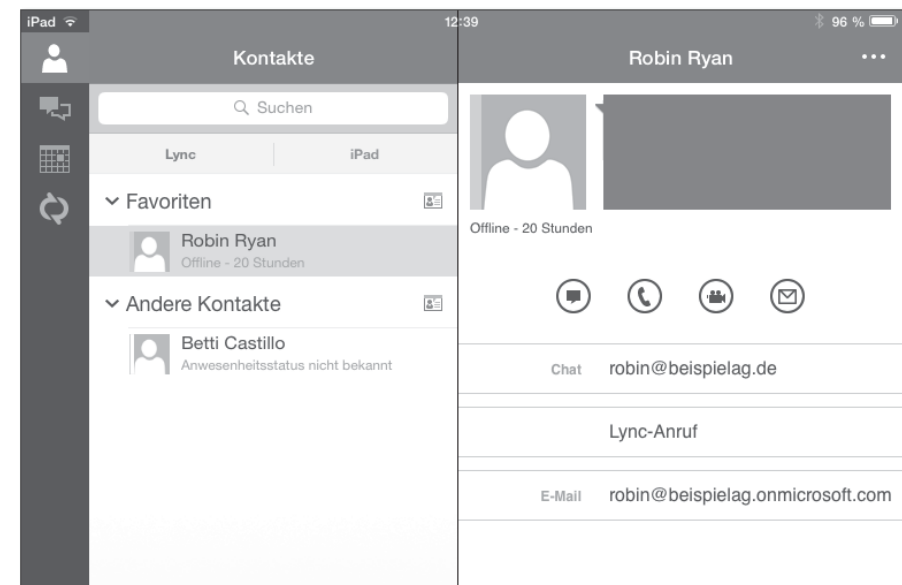 iPad
12:39
96 %
Kontakte
Robin Ryan
Suchen
Lync
iPad
Favoriten
Robin Ryan
Offline - 20 Stunden
Andere Kontakte
Betti Castillo
Anwesenheitsstatus nicht bekannt
Offline - 20 Stunden
Chat robin@beispielag.de
Lync-Anruf
E-Mail robin@beispielag.onmicrosoft.com